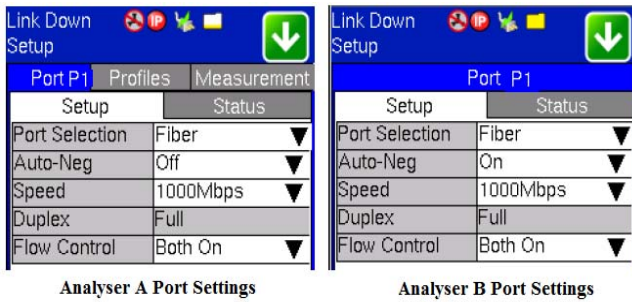 Link Down
Setup
IP
Port P1 Profiles Measurement
Setup Status
Port Selection Fiber
Auto-Neg Off
Speed 1000Mbps
Duplex Full
Flow Control Both On
Analyser A Port Settings
Link Down
Setup
IP
Port P1
Setup Status
Port Selection Fiber
Auto-Neg On
Speed 1000Mbps
Duplex Full
Flow Control Both On
Analyser B Port Settings